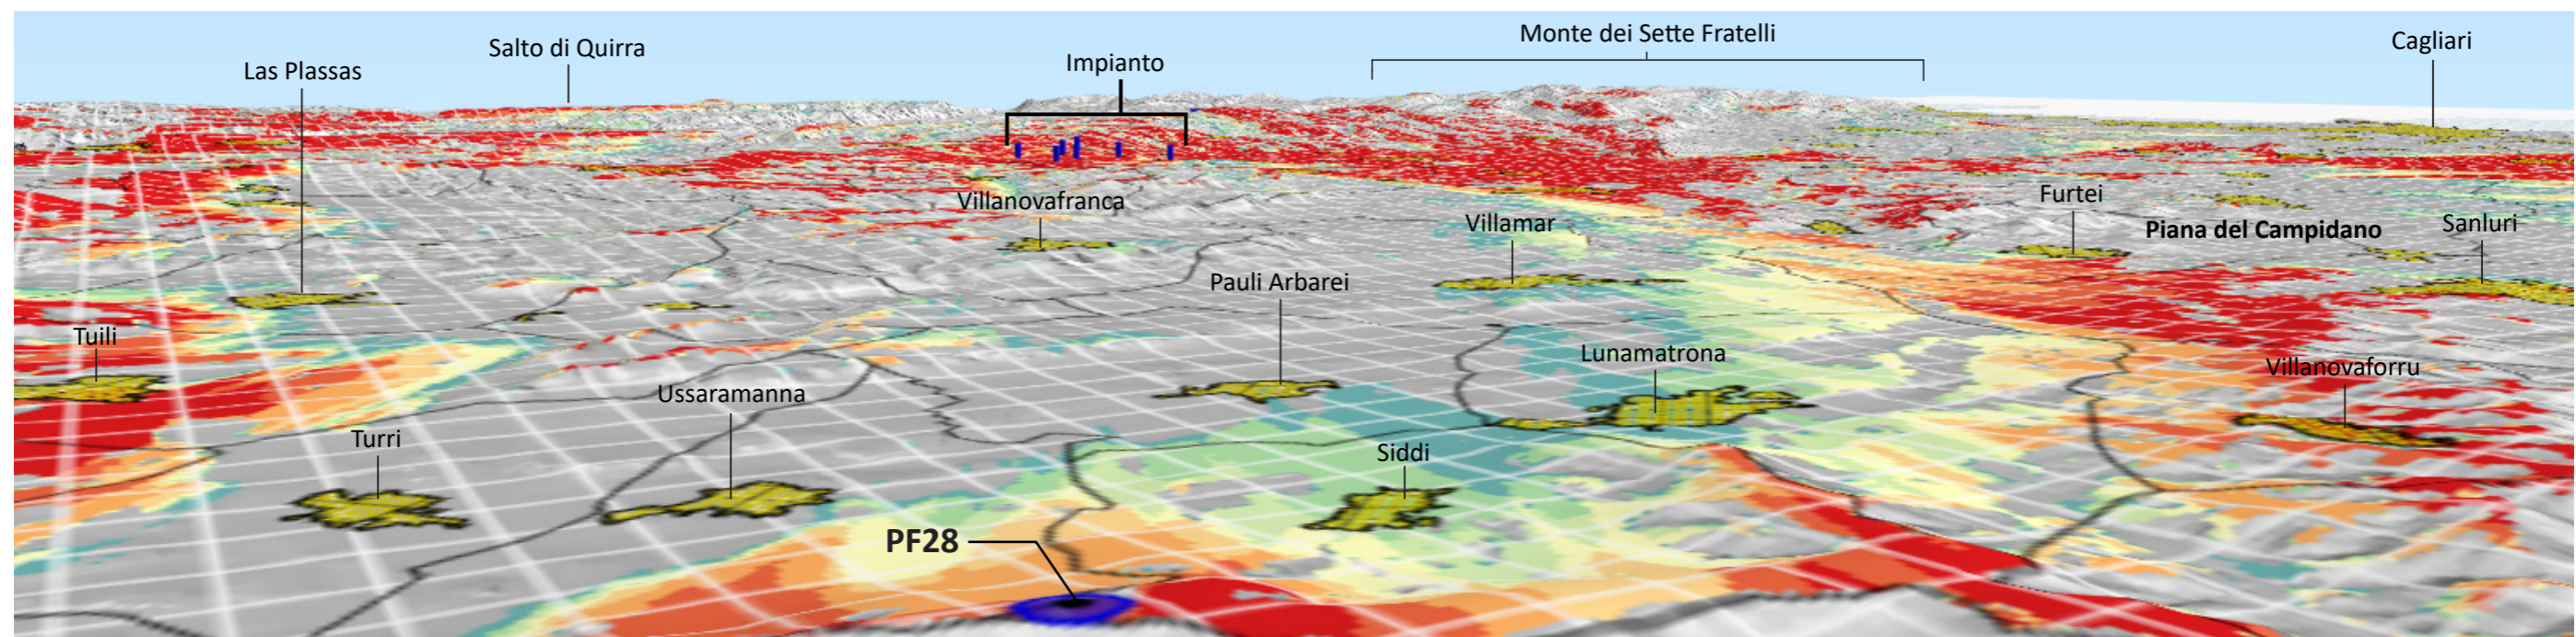 Monte dei Sette Fratelli
Cagliari
Salto di Quirra
Impianto
Las Plassas
Furtei
Villanovafranca
Villamar
Piana del Campidano
Sanluri
Pauli Arbarei
Tuili
Lunamatrona
Villanovaforru
Ussaramanna
Turri
Siddi
PF28